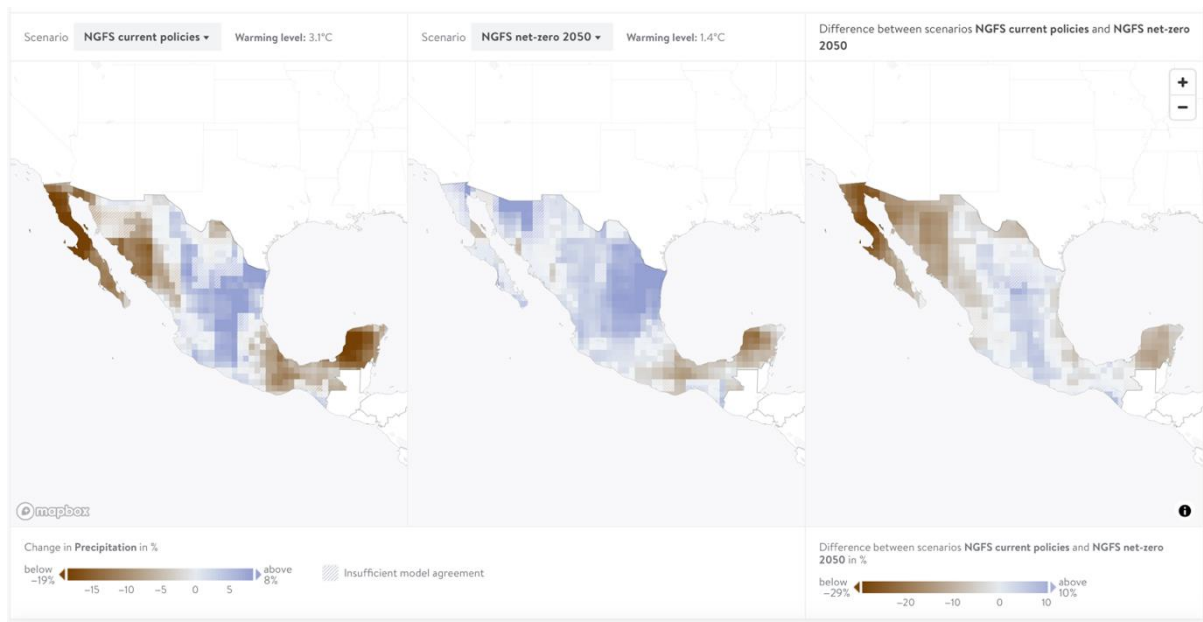 Scenario NGFS current policies ▾ Warming level: 3.1°C
Scenario NGFS net-zero 2050 ▾ Warming level: 1.4°C
Difference between scenarios NGFS current policies and NGFS net-zero
2050
+
−
mapbox
i
Change in Precipitation in %
below
−19%
above
8%
−15 −10 −5 0 5
Insufficient model agreement
Difference between scenarios NGFS current policies and NGFS net-zero
2050 in %
below
−29%
above
10%
−20 −10 0 10